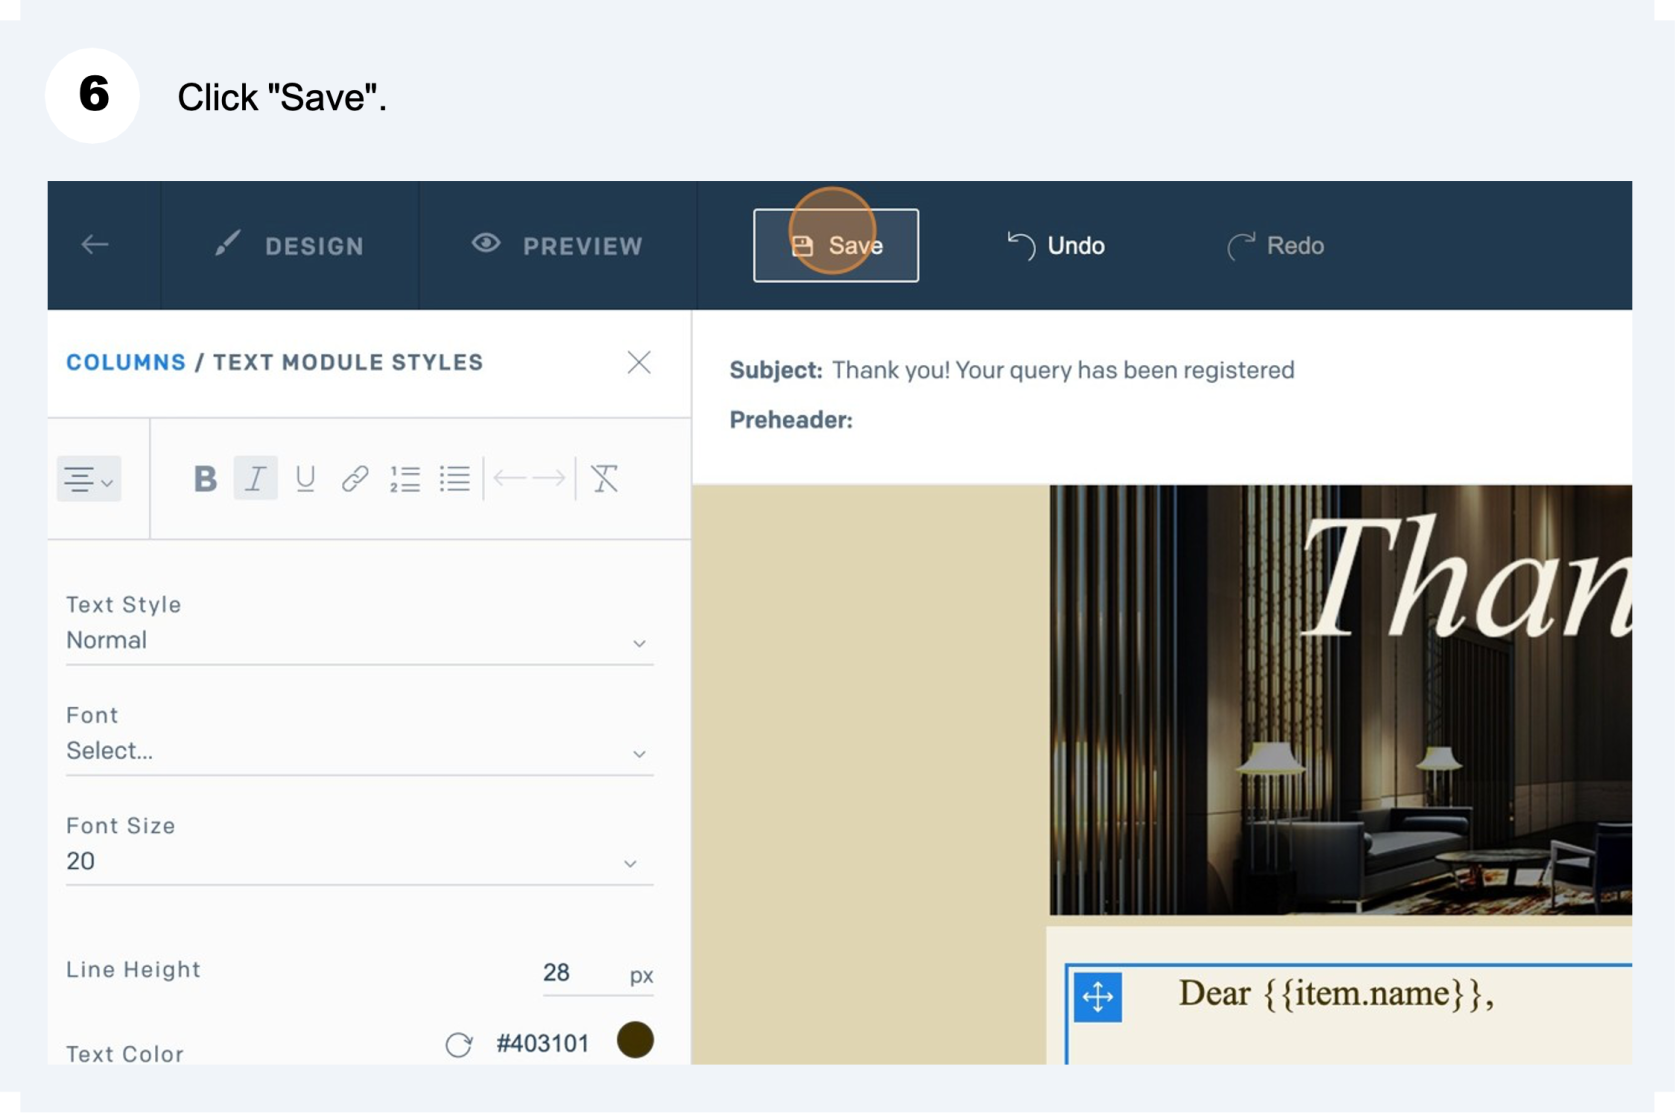 6 Click "Save".
DESIGN PREVIEW Save Undo Redo
COLUMNS / TEXT MODULE STYLES
Subject: Thank you! Your query has been registered
Preheader:
B I U
Text Style
Normal
Font
Select...
Font Size
20
Line Height 28 px
Text Color #403101
Than
Dear {{item.name}},